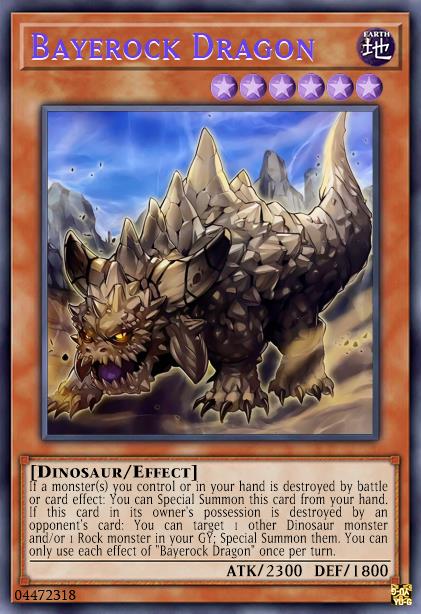 Bayerock Dragon
EARTH
地
[Dinosaur/Effect]
If a monster(s) you control or in your hand is destroyed by battle
or card effect: You can Special Summon this card from your hand.
If this card in its owner's possession is destroyed by an
opponent's card: You can target 1 other Dinosaur monster
and/or 1 Rock monster in your GY; Special Summon them. You can
only use each effect of "Bayerock Dragon" once per turn.
ATK/2300 DEF/1800
04472318